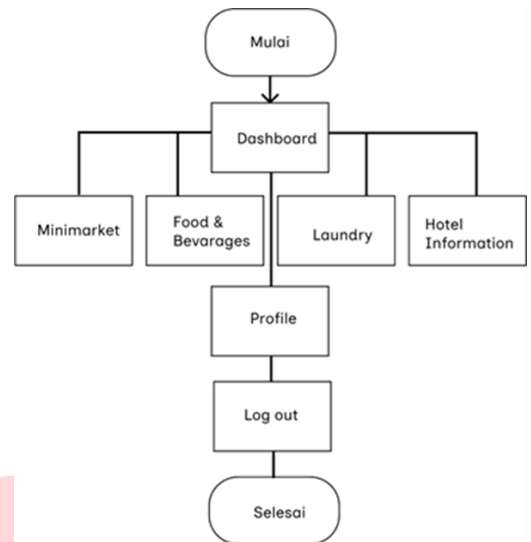 Mulai
Dashboard
Minimarket
Food &
Bevarages
Laundry
Hotel
Information
Profile
Log out
Selesai